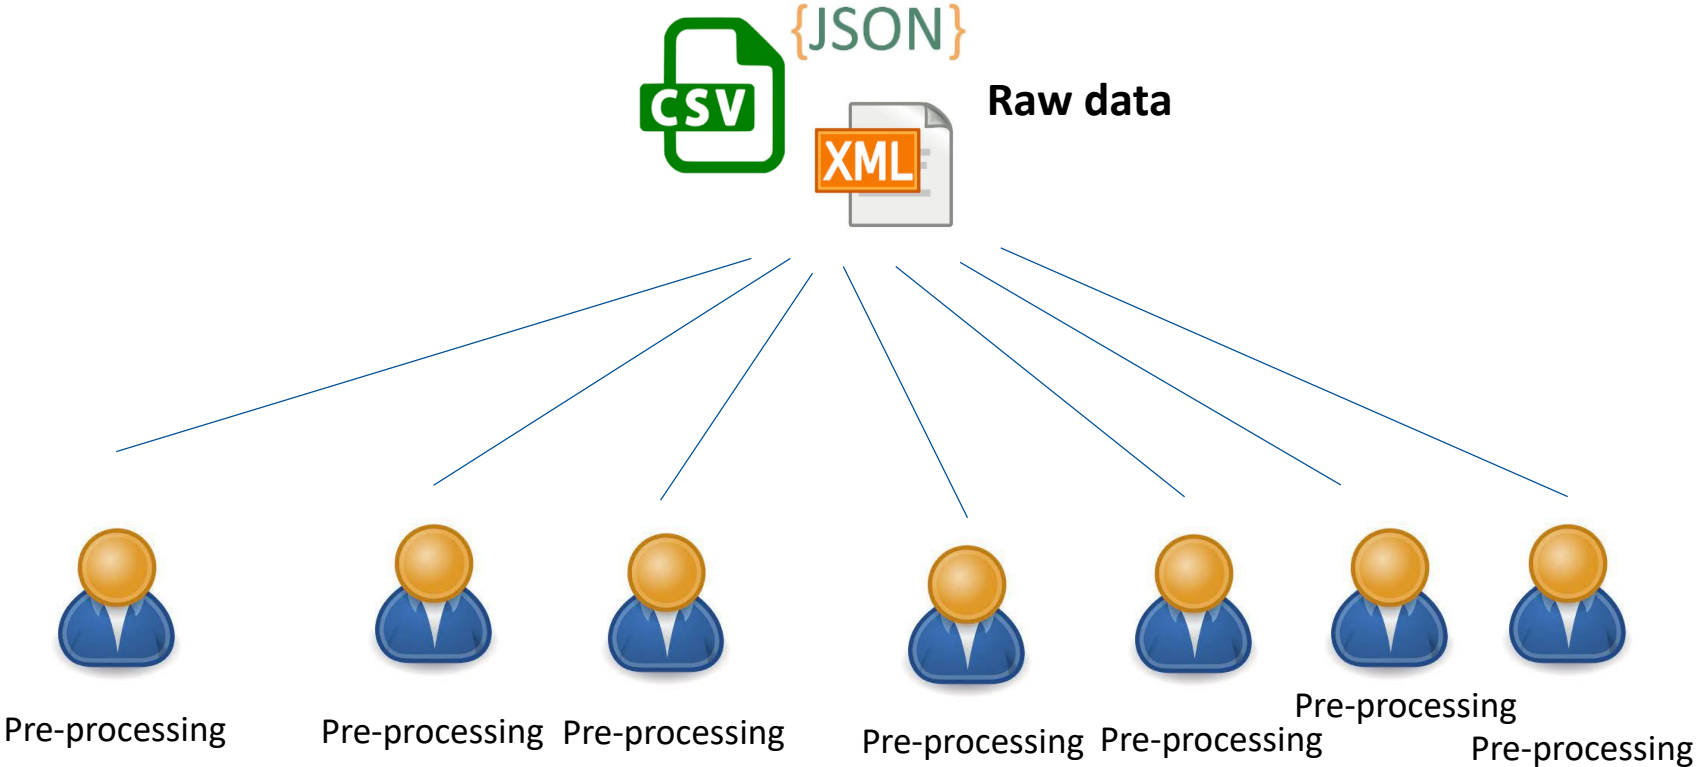 {JSON}
CSV
Raw data
XML
Pre-processing
Pre-processing
Pre-processing
Pre-processing
Pre-processing
Pre-processing
Pre-processing